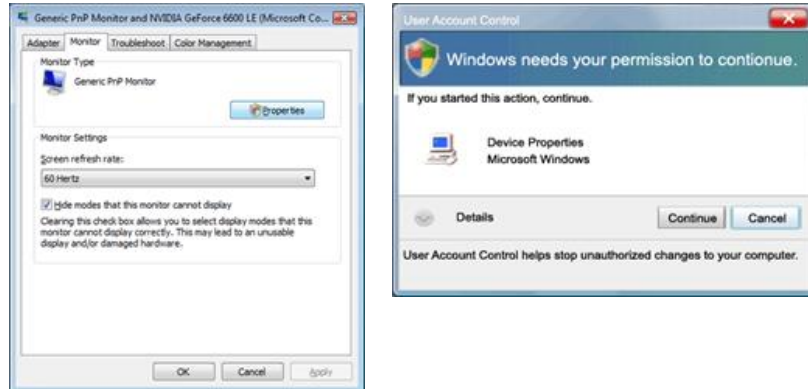 Generic PnP Monitor and NVIDIA GeForce 6600 LE (Microsoft Co...
Adapter Monitor Troubleshoot Color Management
Monitor Type
Generic PnP Monitor
Properties
Monitor Settings
Screen refresh rate:
60 Hertz
Hide modes that this monitor cannot display
Clearing this check box allows you to select display modes that this
monitor cannot display correctly. This may lead to an unusable
display and/or damaged hardware.
OK Cancel Apply
User Account Control
Windows needs your permission to contionue.
If you started this action, continue.
Device Properties
Microsoft Windows
Details Continue Cancel
User Account Control helps stop unauthorized changes to your computer.